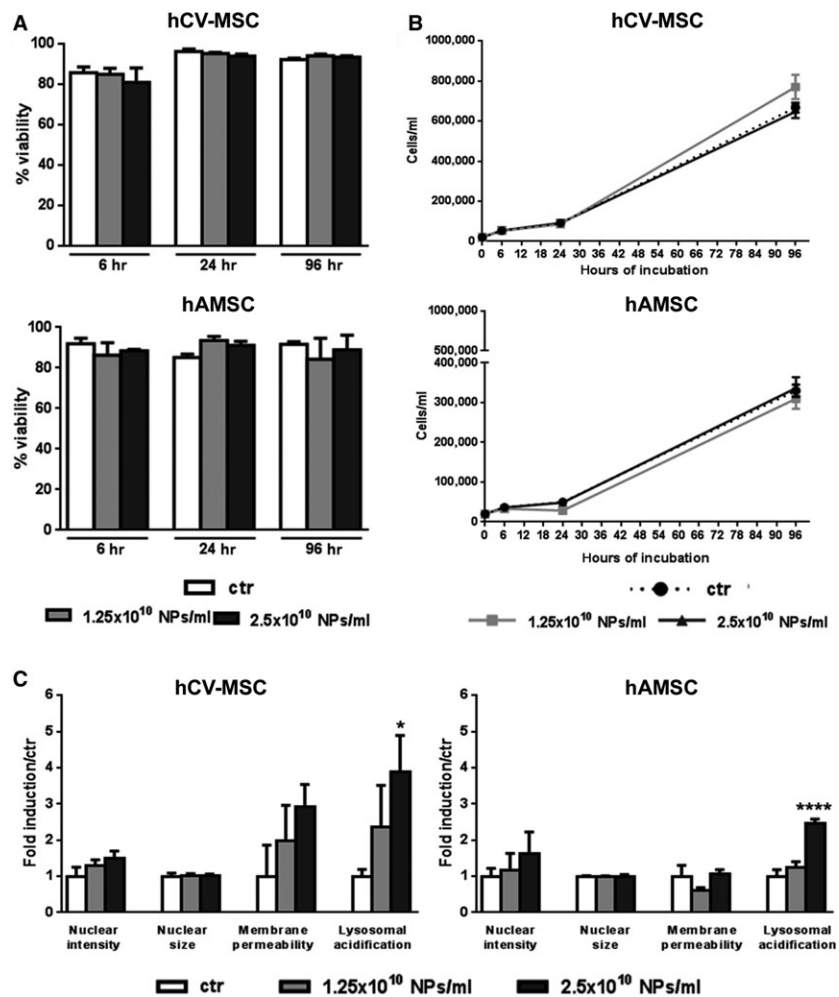 A
hCV-MSC
% viability
100
80
60
40
20
0
6 hr 24 hr 96 hr
hAMSC
% viability
100
80
60
40
20
0
6 hr 24 hr 96 hr
ctr
1.25x10¹⁰ NPs/ml 2.5x10¹⁰ NPs/ml
B
hCV-MSC
Cells/ml
1000,000
800,000
600,000
400,000
200,000
0
0 6 12 18 24 30 36 42 48 54 60 66 72 78 84 90 96
Hours of incubation
hAMSC
Cells/ml
1000,000
500,000
400,000
300,000
200,000
100,000
0
0 6 12 18 24 30 36 42 48 54 60 66 72 78 84 90 96
Hours of incubation
ctr
1.25x10¹⁰ NPs/ml 2.5x10¹⁰ NPs/ml
C
hCV-MSC
Fold induction/ctr
6
5
4
3
2
1
0
*
Nuclear intensity
Nuclear size
Membrane permeability
Lysosomal acidification
hAMSC
Fold induction/ctr
6
5
4
3
2
1
0
****
Nuclear intensity
Nuclear size
Membrane permeability
Lysosomal acidification
ctr 1.25x10¹⁰ NPs/ml 2.5x10¹⁰ NPs/ml